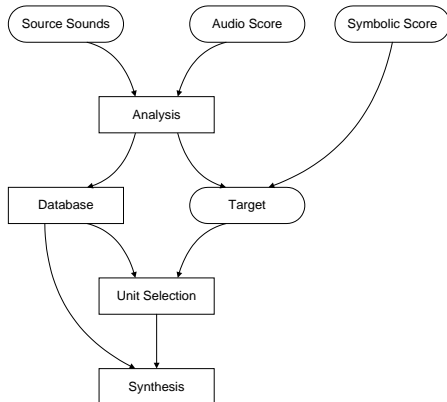 Source Sounds
Audio Score
Symbolic Score
Analysis
Database
Target
Unit Selection
Synthesis